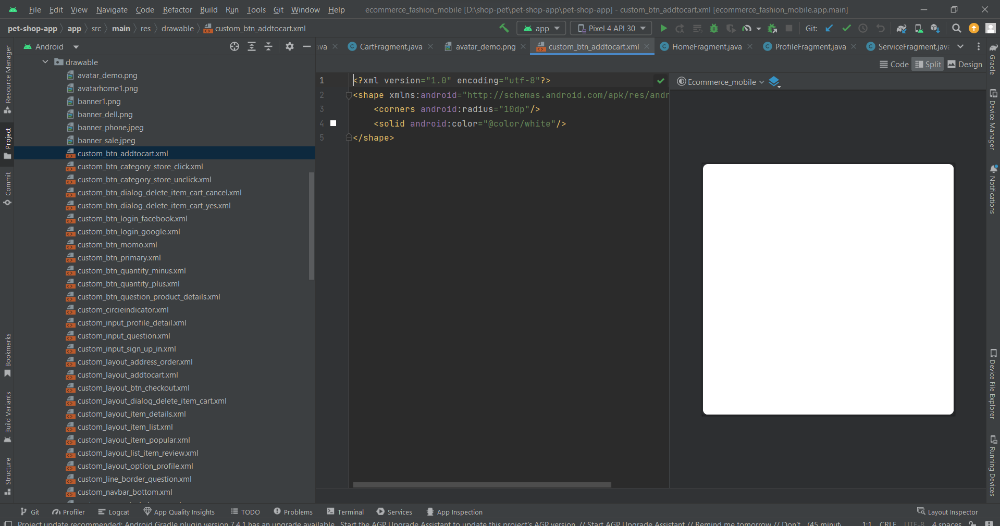 File Edit View Navigate Code Refactor Build Run Tools Git Window Help ecommerce_fashion_mobile [D:\shop-pet\pet-shop-app\pet-shop-app] - custom_btn_addtocart.xml [ecommerce_fashion_mobile.app.main]
pet-shop-app app src main res drawable custom_btn_addtocart.xml app Pixel 4 API 30 Git:
Android
ava CartFragment.java avatar_demo.png custom_btn_addtocart.xml HomeFragment.java ProfileFragment.java ServiceFragment.java
Code Split Design
Ecommerce_mobile
drawable
avatar_demo.png
avatarhome1.png
banner1.png
banner_dell.png
banner_phone.jpeg
banner_sale.jpeg
custom_btn_addtocart.xml
custom_btn_category_store_click.xml
custom_btn_category_store_unclick.xml
custom_btn_dialog_delete_item_cart_cancel.xml
custom_btn_dialog_delete_item_cart_yes.xml
custom_btn_login_facebook.xml
custom_btn_login_google.xml
custom_btn_momo.xml
custom_btn_primary.xml
custom_btn_quantity_minus.xml
custom_btn_quantity_plus.xml
custom_btn_question_product_details.xml
custom_circieindicator.xml
custom_input_profile_detail.xml
custom_input_question.xml
custom_input_sign_up_in.xml
custom_layout_address_order.xml
custom_layout_addtocart.xml
custom_layout_btn_checkout.xml
custom_layout_dialog_delete_item_cart.xml
custom_layout_item_details.xml
custom_layout_item_list.xml
custom_layout_item_popular.xml
custom_layout_list_item_review.xml
custom_layout_option_profile.xml
custom_line_border_question.xml
custom_navbar_bottom.xml
1 <?xml version="1.0" encoding="utf-8"?>
2 <shape xmlns:android="http://schemas.android.com/apk/res/andr
3 <corners android:radius="10dp"/>
4 <solid android:color="@color/white"/>
5 </shape>
Resource Manager
Project
Commit
Bookmarks
Build Variants
Structure
Gradle
Device Manager
Notifications
Device File Explorer
Running Devices
Git Profiler Logcat App Quality Insights TODO Problems Terminal Services App Inspection Layout Inspector
Project update recommended: Android Gradle plugin version 7.4.1 has an upgrade available. Start the AGP Upgrade Assistant to update this project's AGP version. // Start AGP Upgrade Assistant // Remind me tomorrow // Don't... (45 minut 1:1 CRLF UTF-8 4 spaces